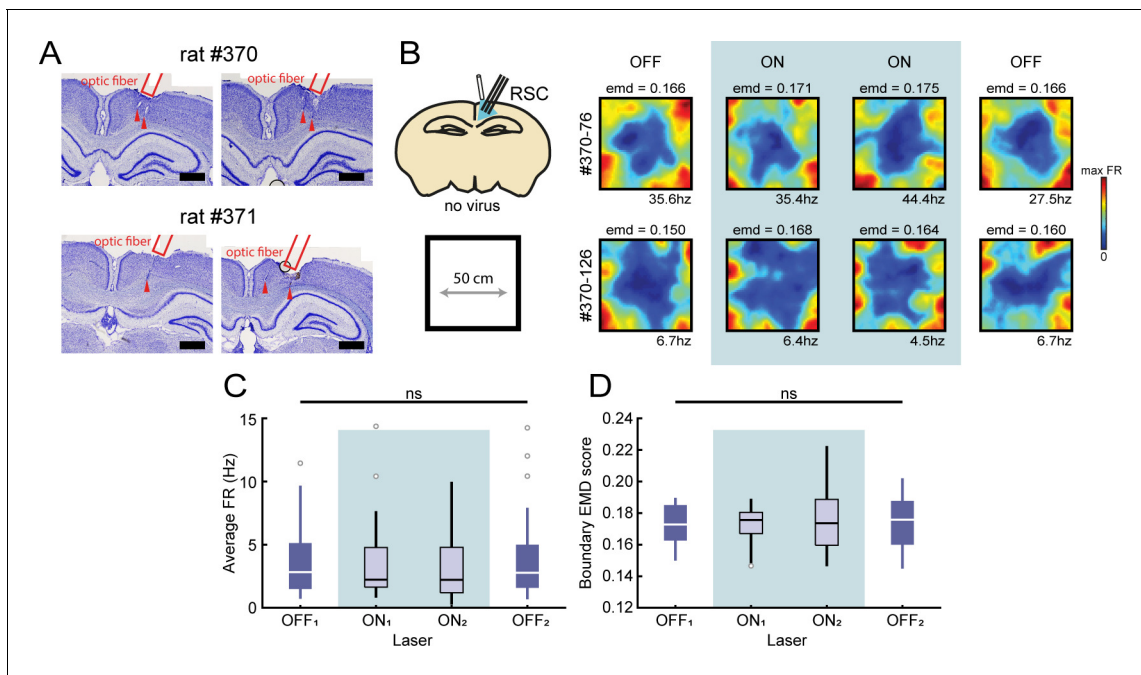 A
rat #370
optic fiber
optic fiber
rat #371
optic fiber
optic fiber
B
RSC
no virus
50 cm
OFF
ON
ON
OFF
emd = 0.166
emd = 0.171
emd = 0.175
emd = 0.166
#370-76
35.6hz
35.4hz
44.4hz
27.5hz
emd = 0.150
emd = 0.168
emd = 0.164
emd = 0.160
#370-126
6.7hz
6.4hz
4.5hz
6.7hz
max FR
0
C
ns
15
10
5
0
Average FR (Hz)
OFF₁
ON₁
ON₂
OFF₂
Laser
D
ns
0.24
0.22
0.20
0.18
0.16
0.14
0.12
Boundary EMD score
OFF₁
ON₁
ON₂
OFF₂
Laser